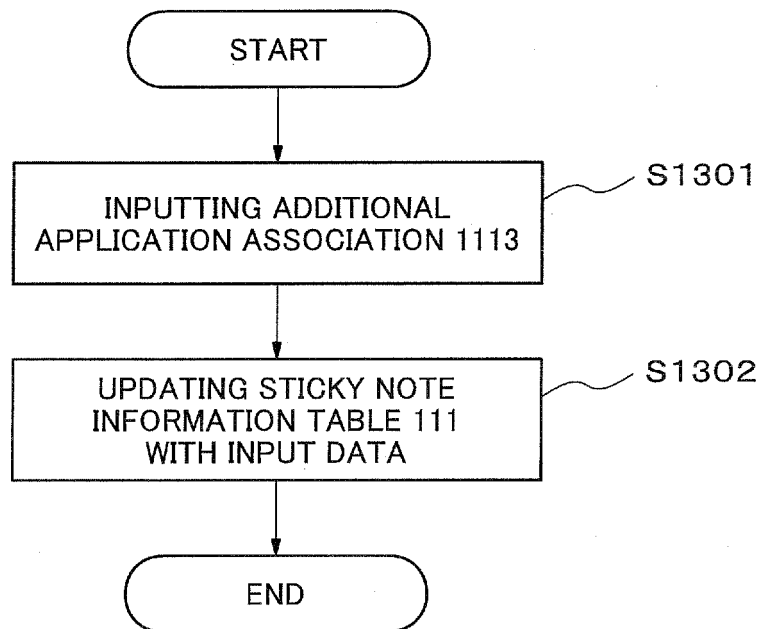 START
INPUTTING ADDITIONAL
APPLICATION ASSOCIATION 1113
S1301
UPDATING STICKY NOTE
INFORMATION TABLE 111
WITH INPUT DATA
S1302
END